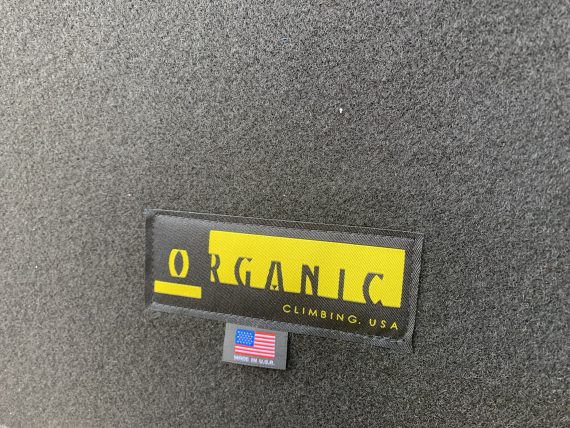 ORGANIC
CLIMBING, USA
MADE IN U.S.A.